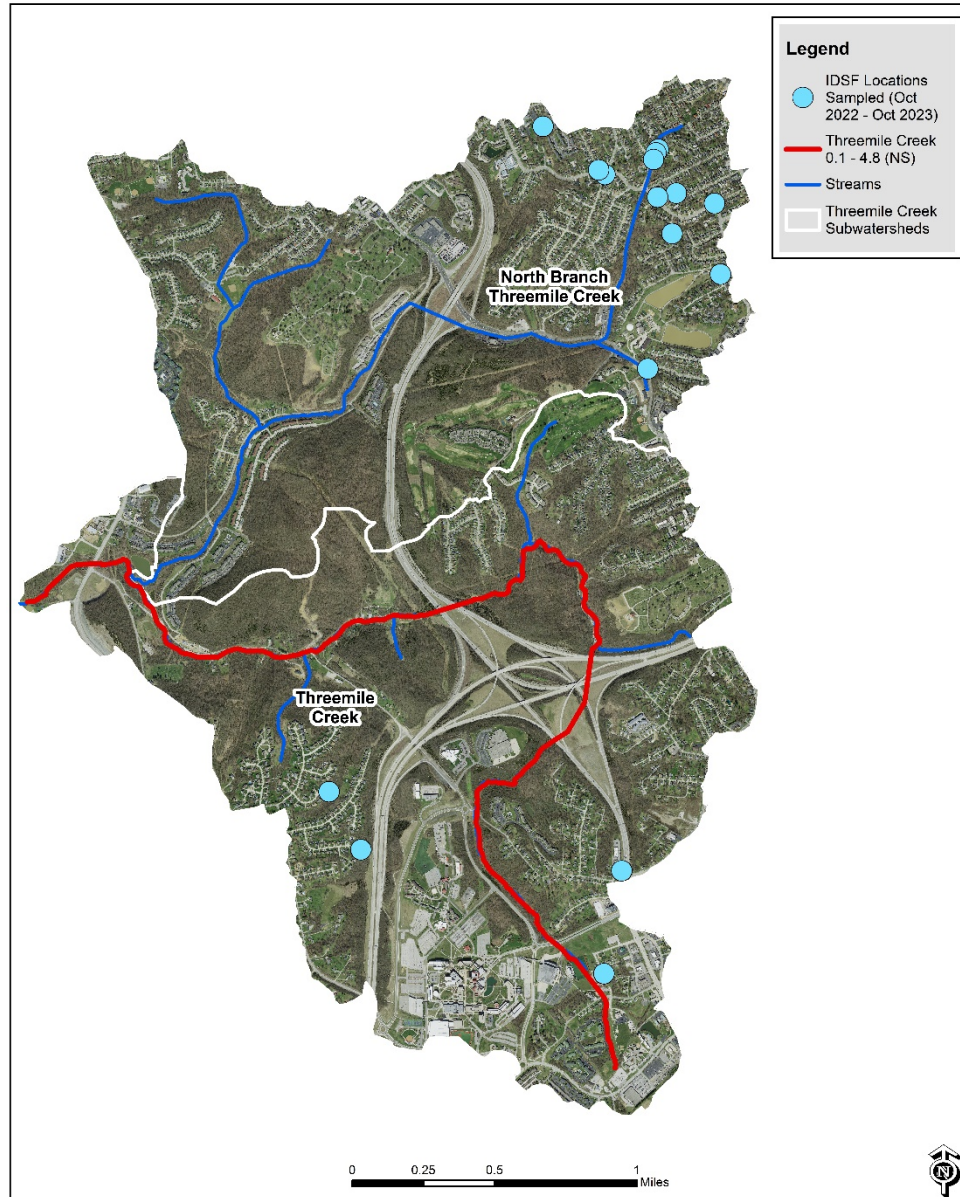 Legend
IDSF Locations
Sampled (Oct
2022 - Oct 2023)
Threemile Creek
0.1 - 4.8 (NS)
Streams
Threemile Creek
Subwatersheds
North Branch
Threemile Creek
Threemile
Creek
0 0.25 0.5 1
Miles
N